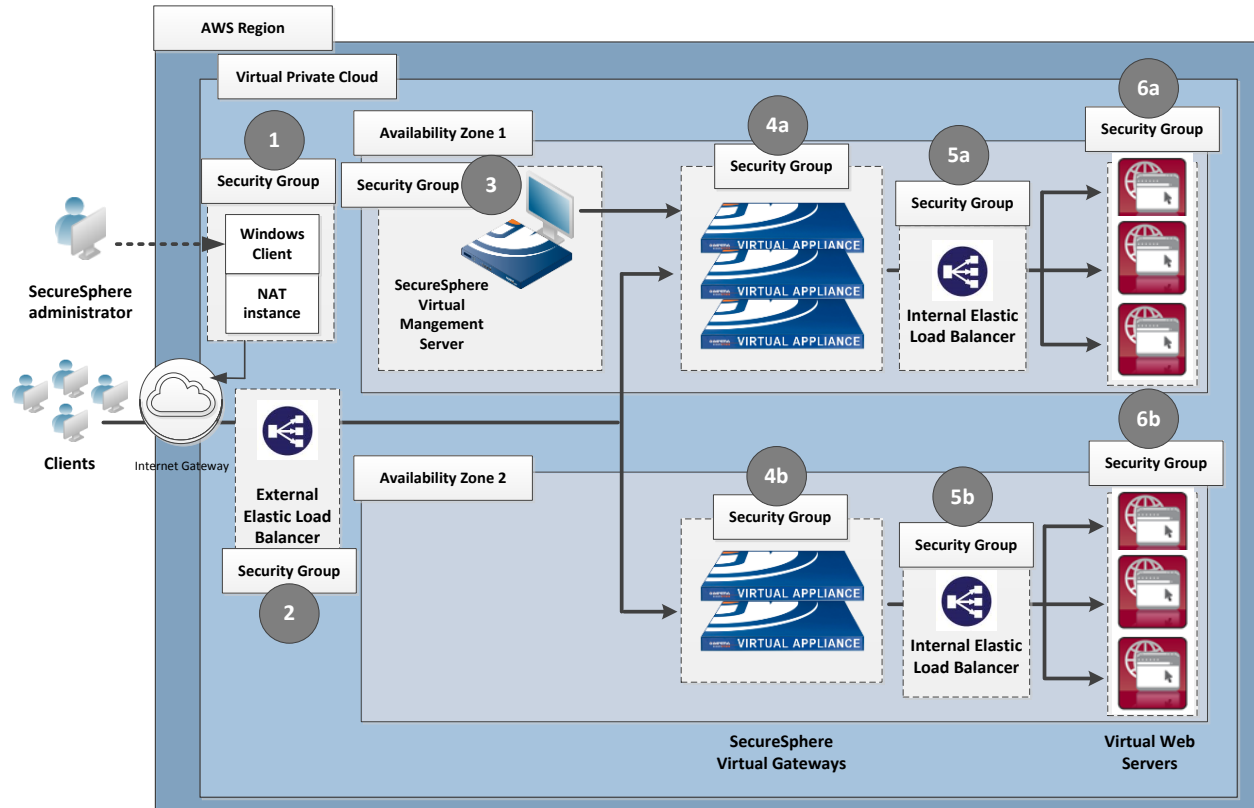 AWS Region
Virtual Private Cloud
6a
1
4a
Availability Zone 1
Security Group
5a
Security Group
Security Group
Security Group
3
Security Group
Windows
Client
NAT
instance
SecureSphere
administrator
SecureSphere
Virtual
Mangement
Server
VIRTUAL APPLIANCE
VIRTUAL APPLIANCE
VIRTUAL APPLIANCE
Internal Elastic
Load Balancer
Clients
Internet Gateway
External
Elastic Load
Balancer
Security Group
2
Availability Zone 2
4b
Security Group
5b
Security Group
6b
Security Group
VIRTUAL APPLIANCE
VIRTUAL APPLIANCE
Internal Elastic
Load Balancer
SecureSphere
Virtual Gateways
Virtual Web
Servers